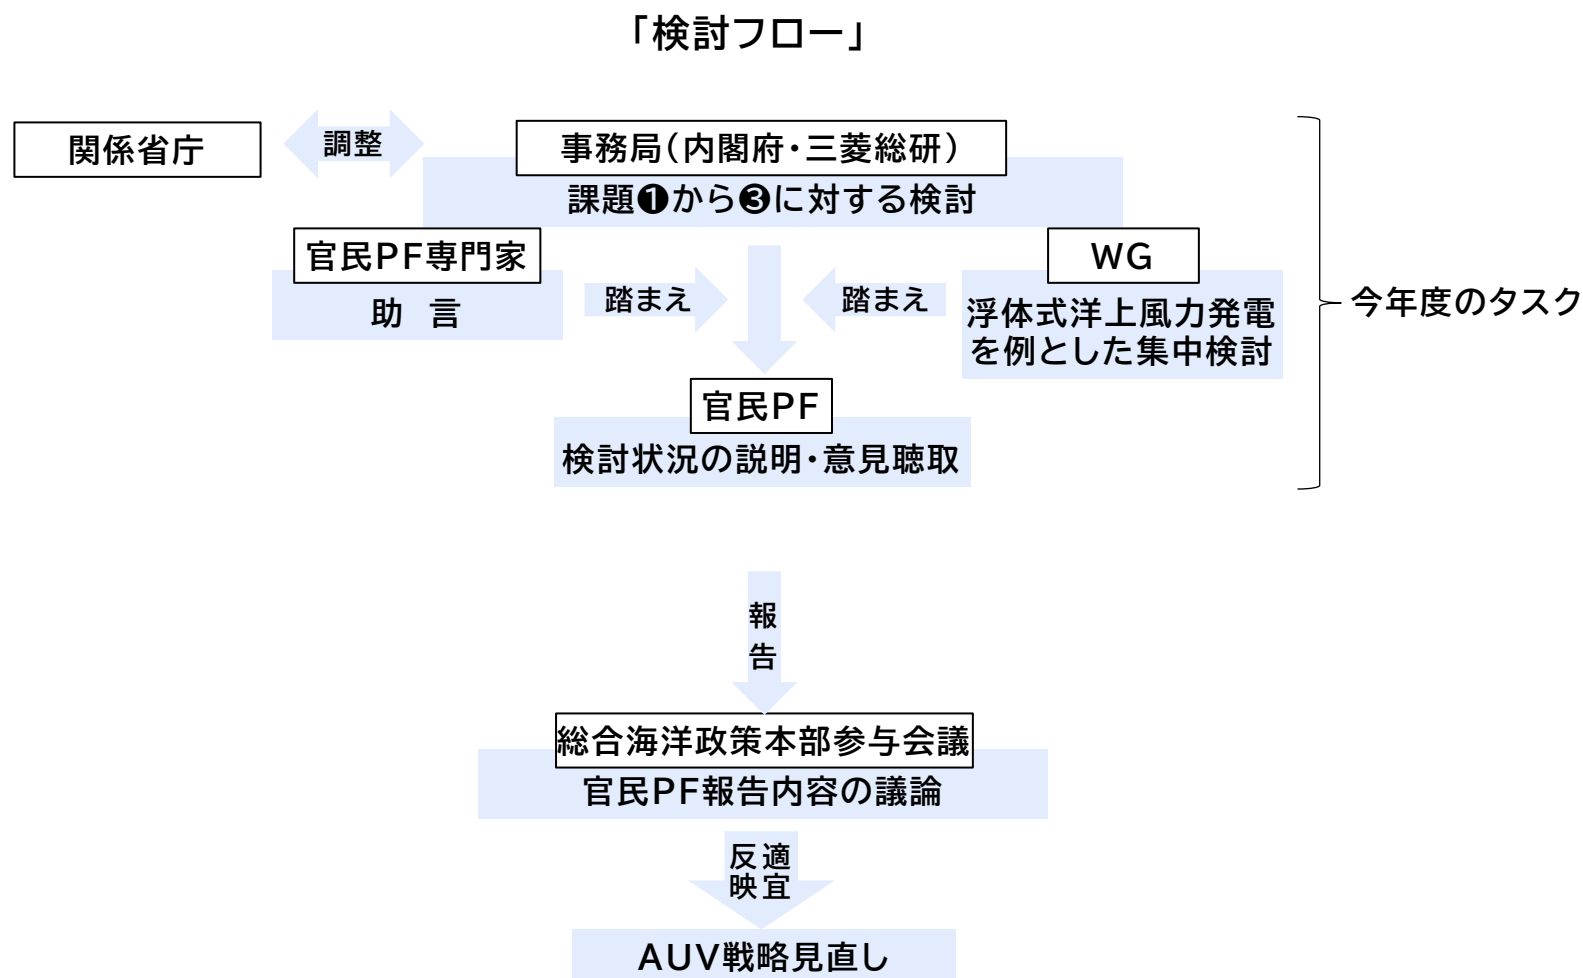 「検討フロー」
関係省庁
調整
事務局(内閣府・三菱総研)
課題❶から❸に対する検討
官民PF専門家
助 言
踏まえ
踏まえ
WG
浮体式洋上風力発電
を例とした集中検討
今年度のタスク
官民PF
検討状況の説明・意見聴取
報告
総合海洋政策本部参与会議
官民PF報告内容の議論
適宜
反映
AUV戦略見直し